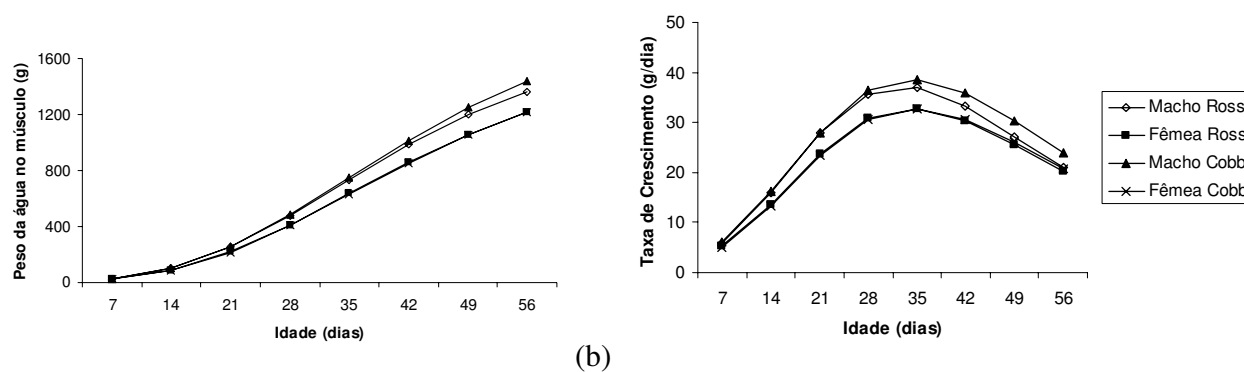 Peso da água no músculo (g)
1600
1200
800
400
0
7 14 21 28 35 42 49 56
Idade (dias)
Taxa de Crescimento (g/dia)
50
40
30
20
10
0
7 14 21 28 35 42 49 56
Idade (dias)
Macho Ross
Fêmea Ross
Macho Cobb
Fêmea Cobb
(b)